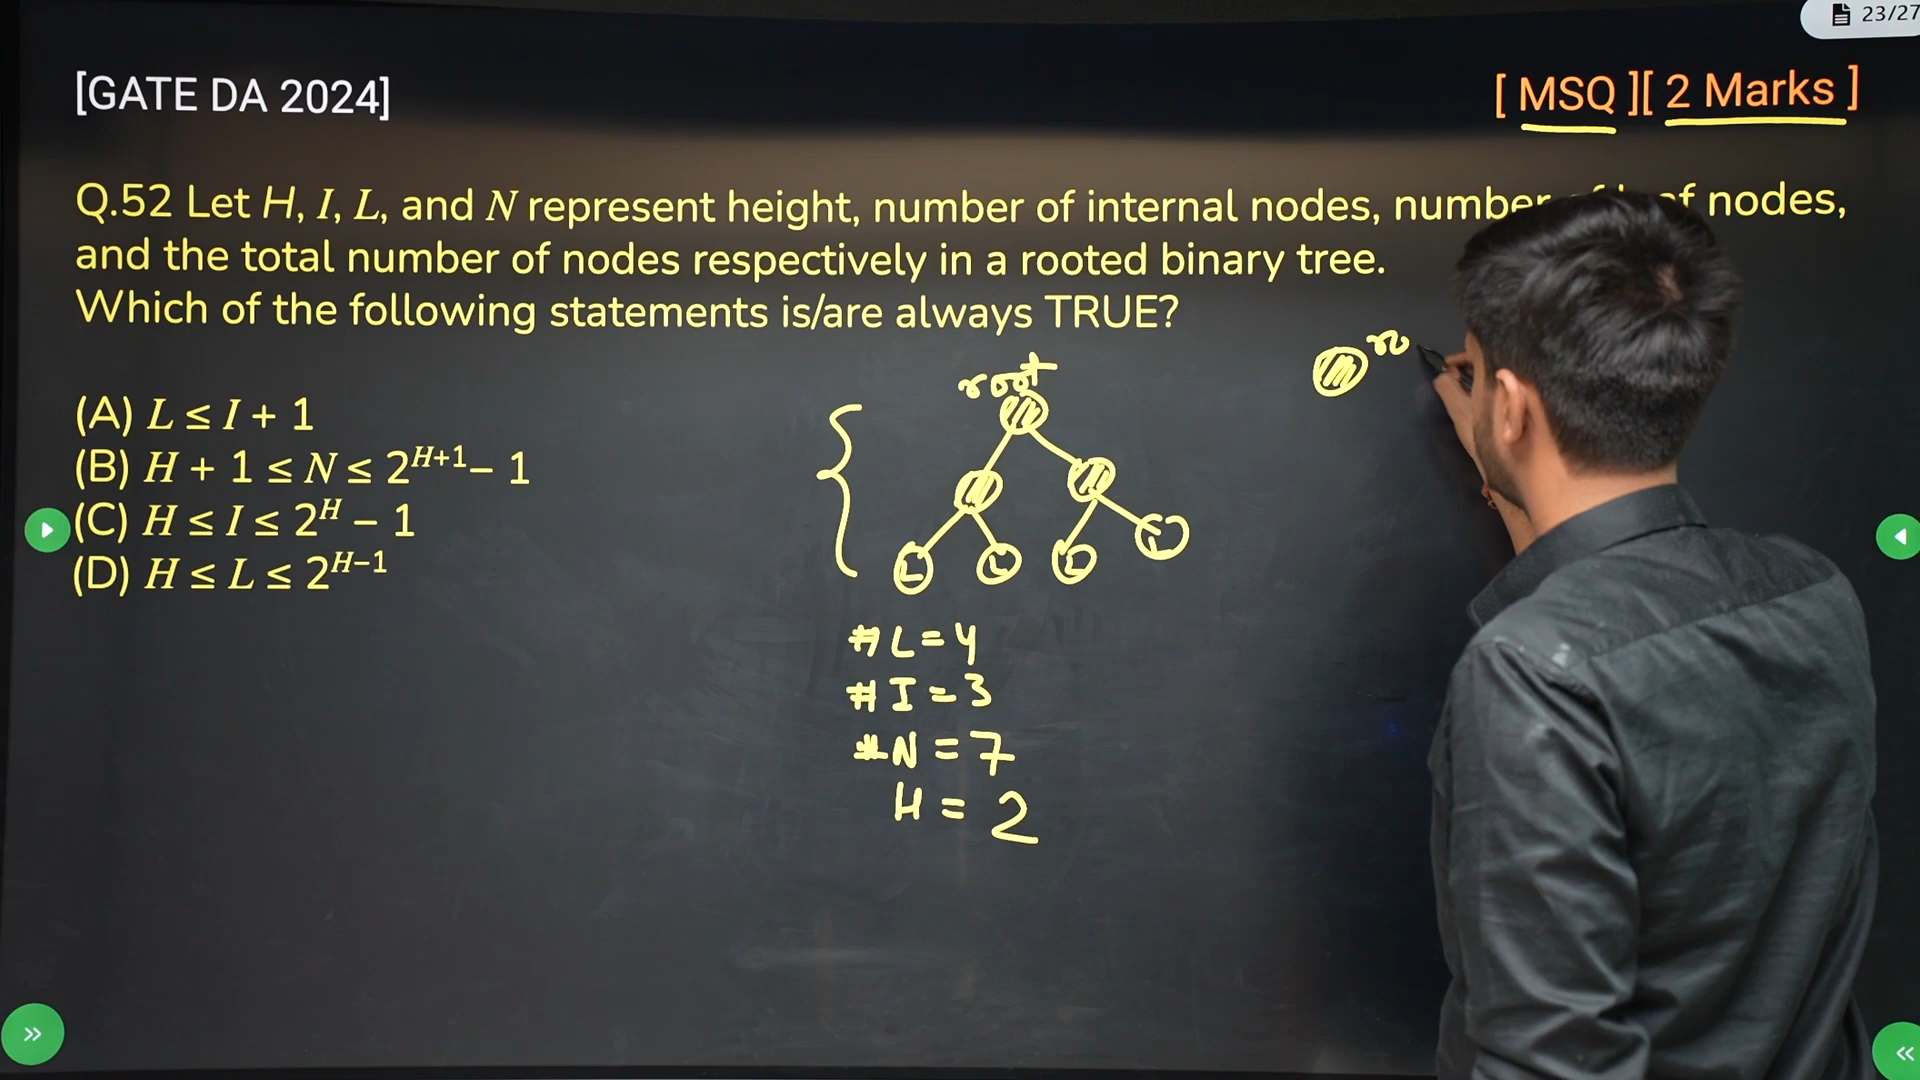 23/27
[GATE DA 2024]
[ MSQ ][ 2 Marks ]
Q.52 Let H, I, L, and N represent height, number of internal nodes, number nodes,
and the total number of nodes respectively in a rooted binary tree.
Which of the following statements is/are always TRUE?
(A) L ≤ I + 1
(B) H + 1 ≤ N ≤ 2^{H+1} – 1
(C) H ≤ I ≤ 2^H – 1
(D) H ≤ L ≤ 2^{H–1}
root
L L L L
# L = 4
# I = 3
# N = 7
H = 2